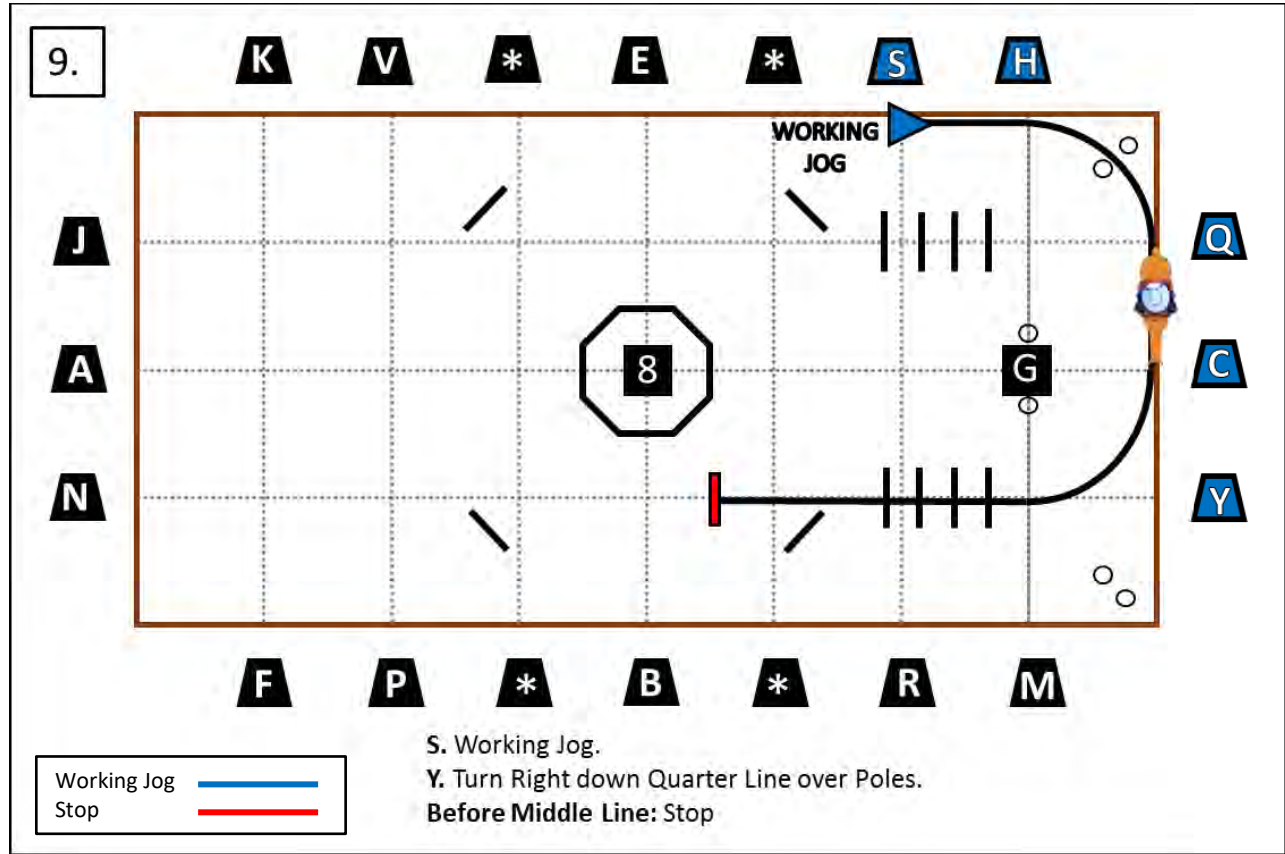 9.
K V * E * S H
WORKING
JOG
J Q
A 8 G C
N Y
F P * B * R M
S. Working Jog.
Y. Turn Right down Quarter Line over Poles.
Before Middle Line: Stop
Working Jog
Stop